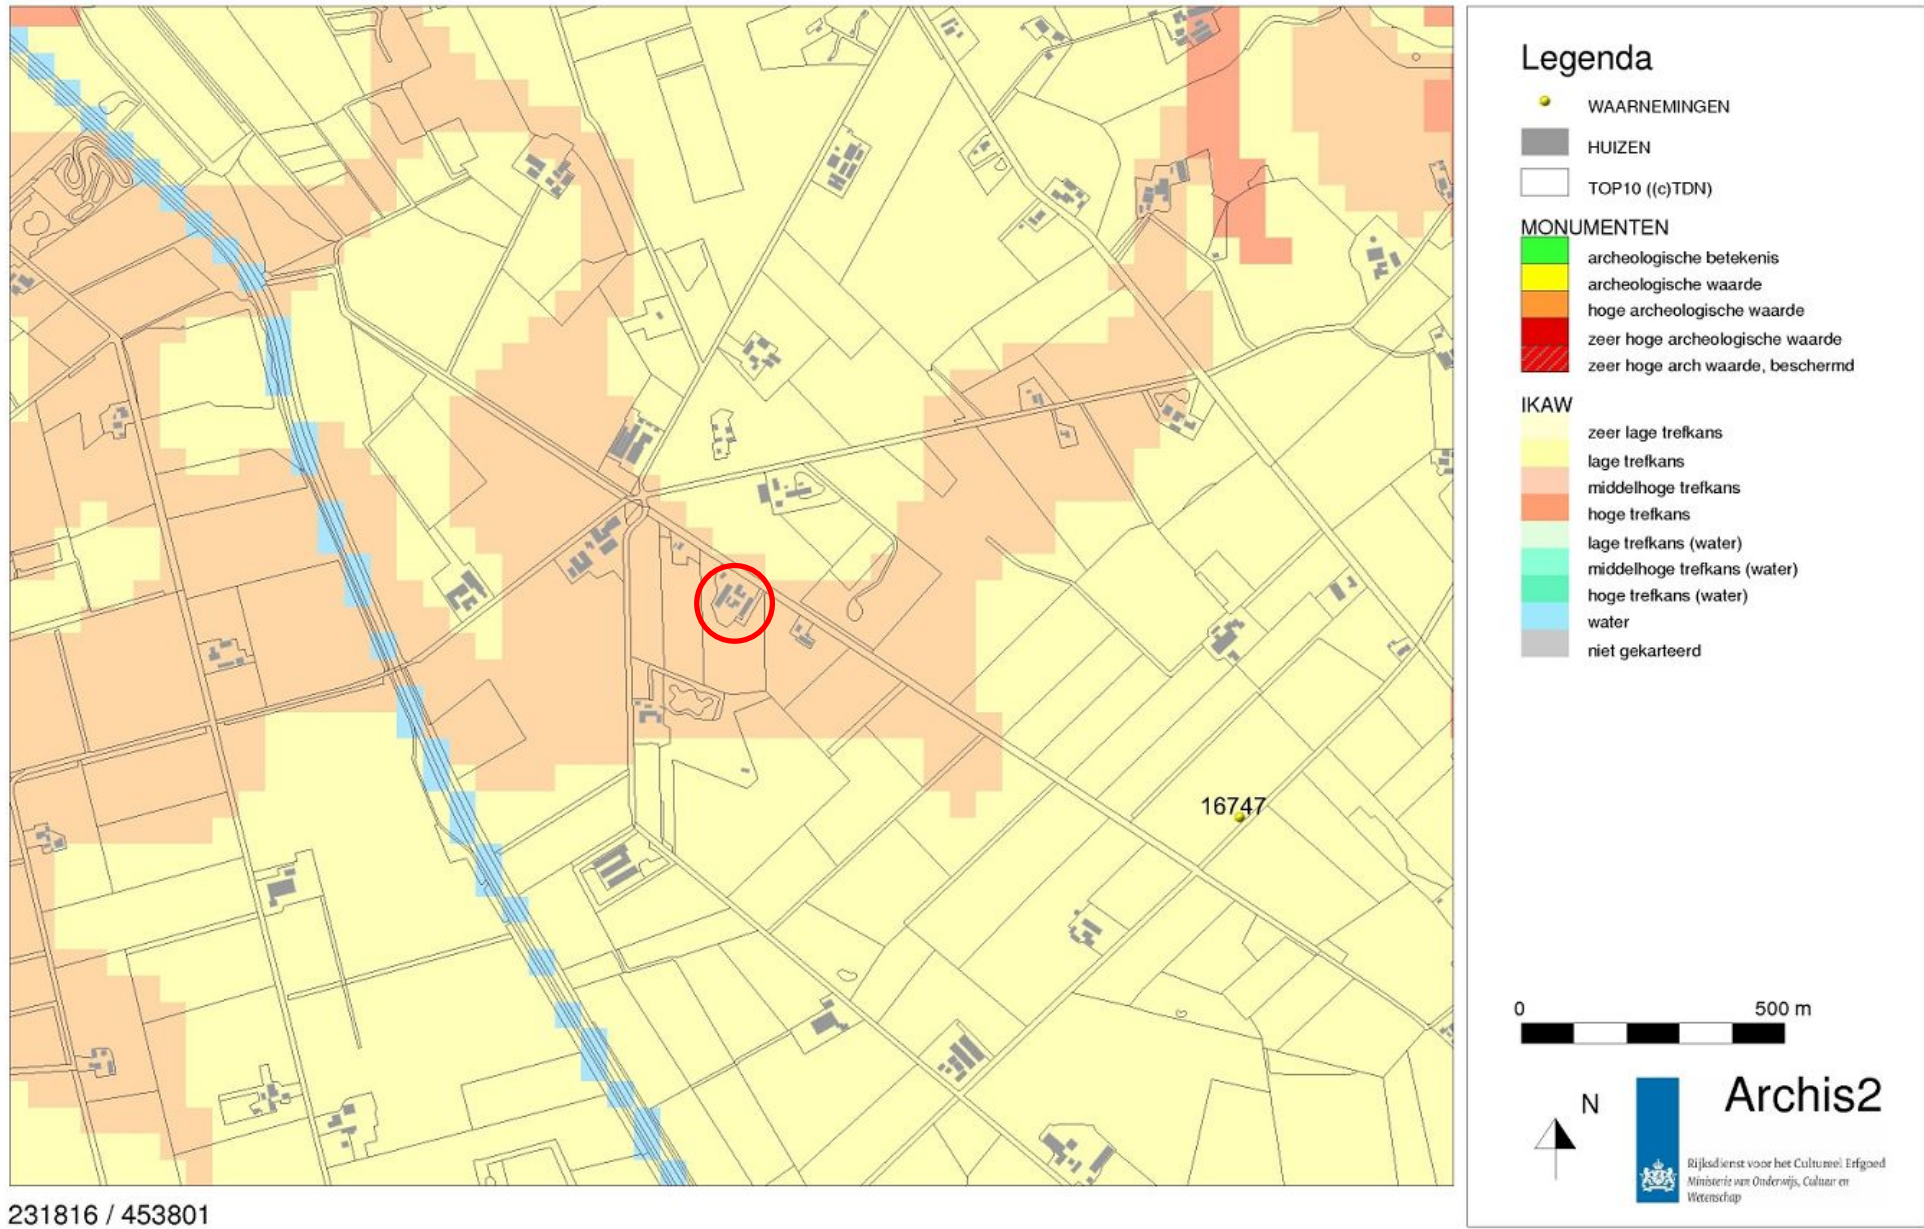 16747
231816 / 453801
Legenda
WAARNEMINGEN
HUIZEN
TOP10 ((c)TDN)
MONUMENTEN
archeologische betekenis
archeologische waarde
hoge archeologische waarde
zeer hoge archeologische waarde
zeer hoge arch waarde, beschermd
IKAW
zeer lage trefkans
lage trefkans
middelhoge trefkans
hoge trefkans
lage trefkans (water)
middelhoge trefkans (water)
hoge trefkans (water)
water
niet gekarteerd
0 500 m
N
Archis2
Rijksdienst voor het Cultureel Erfgoed
Ministerie van Onderwijs, Cultuur en
Wetenschap